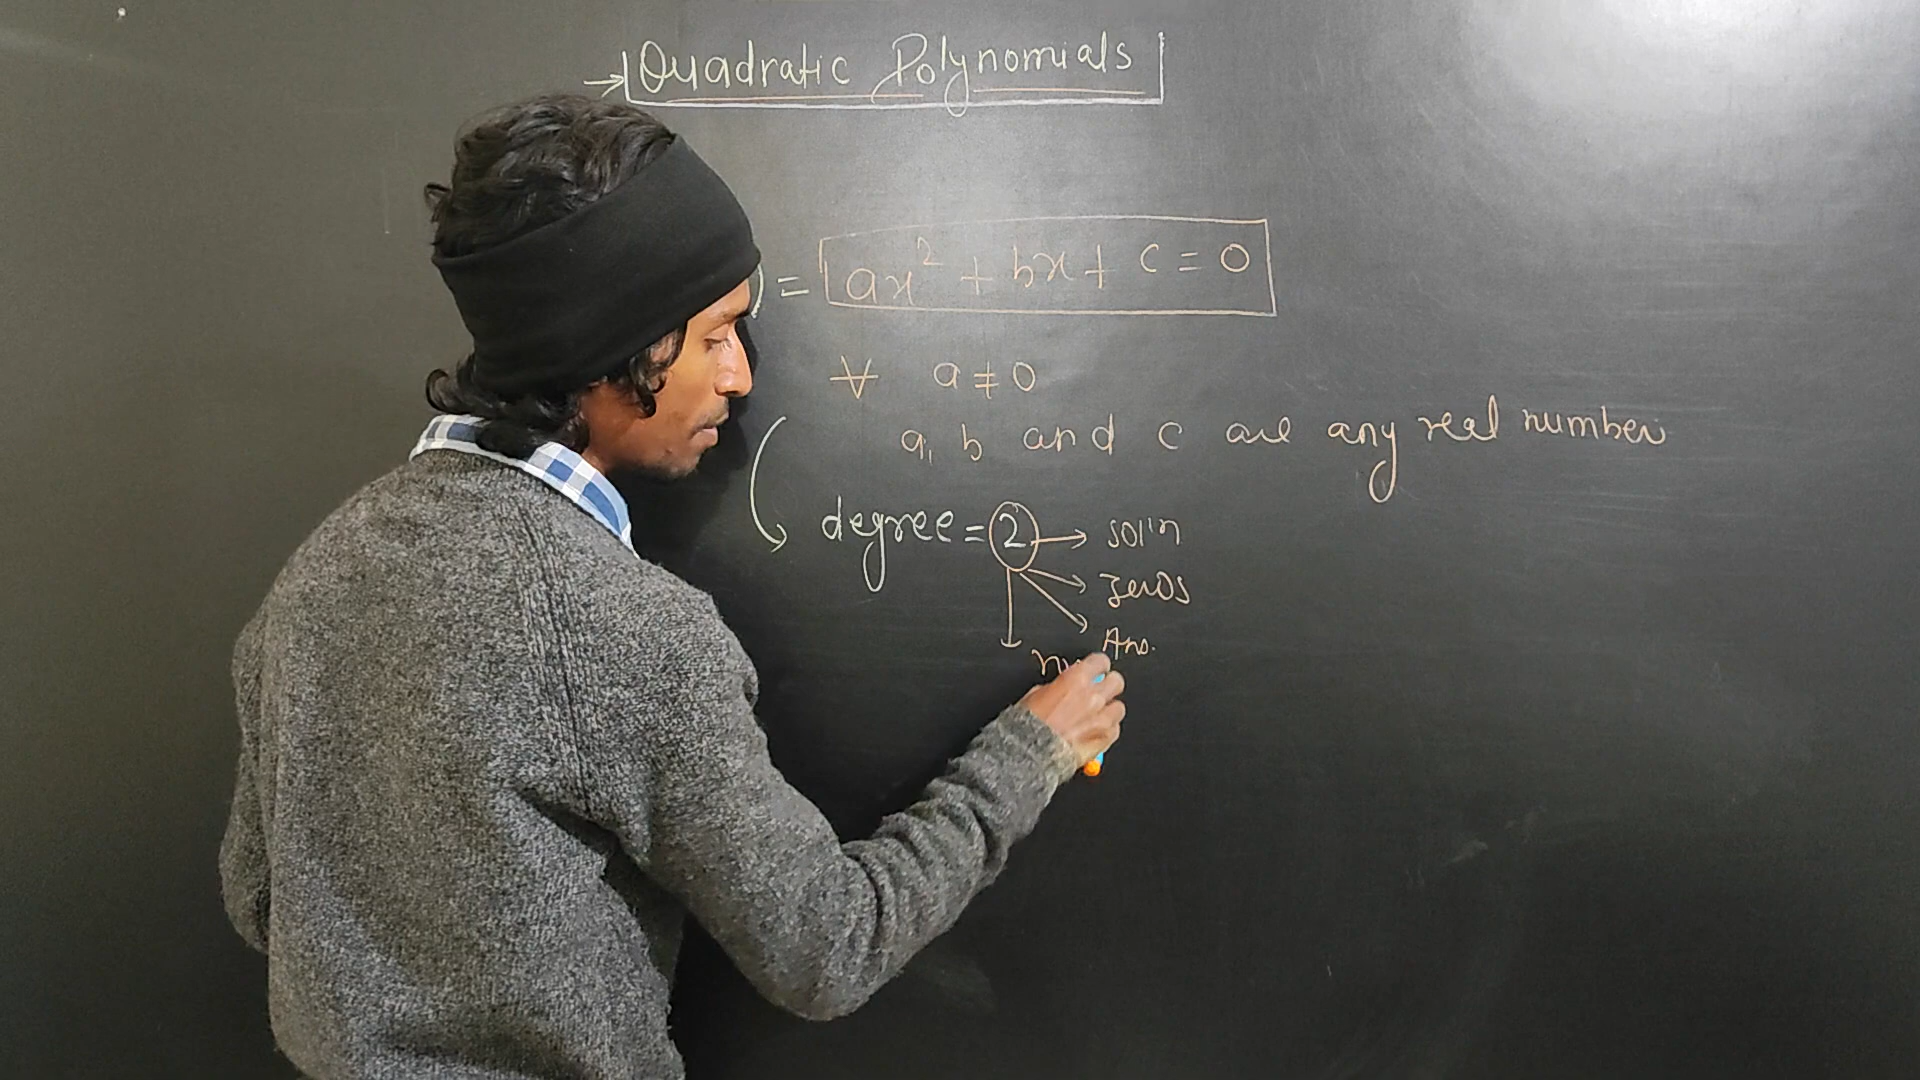 → Quadratic Polynomials
) = ax² + bx + c = 0
∀ a ≠ 0
a, b and c are any real number
degree = 2 → sol'n
→ zeros
→ Ans.